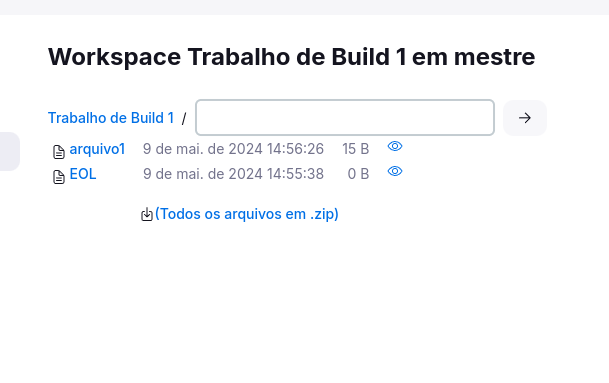 Workspace Trabalho de Build 1 em mestre
Trabalho de Build 1 /
arquivo1 9 de mai. de 2024 14:56:26 15 B
EOL 9 de mai. de 2024 14:55:38 0 B
(Todos os arquivos em .zip)